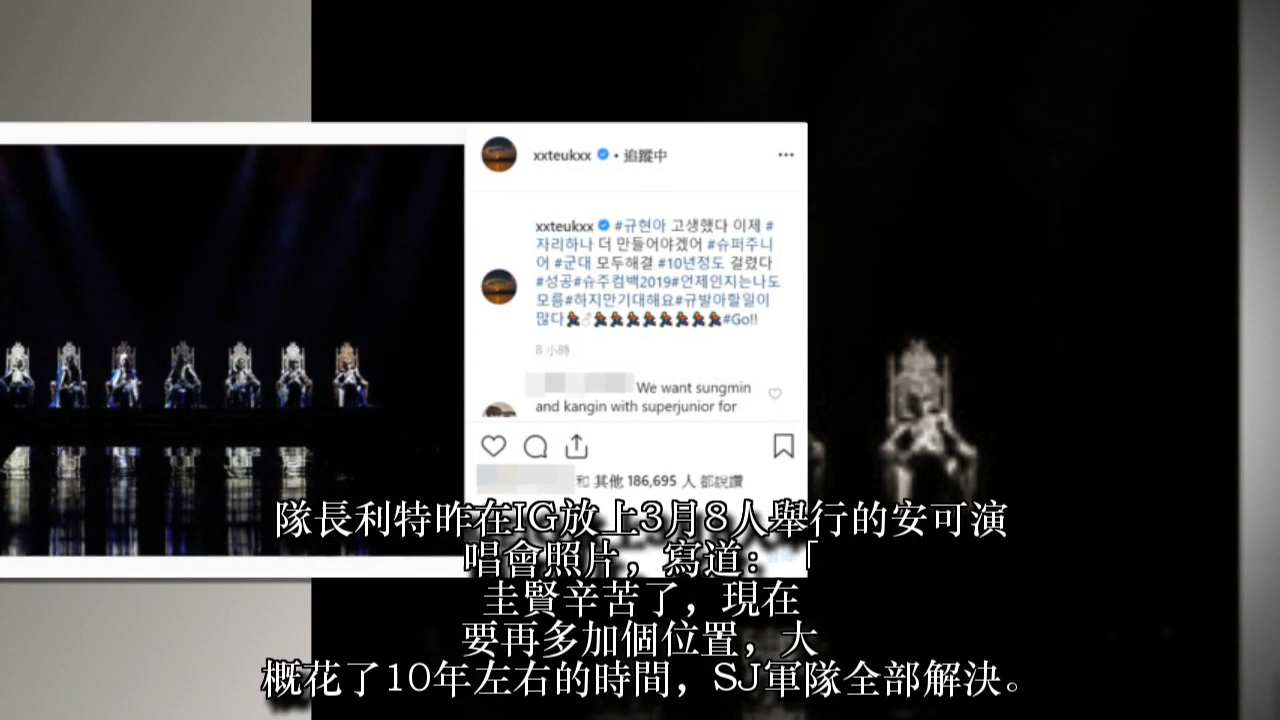 xxteukxx • 追蹤中
xxteukxx #규현아 고생했다 이제 #
자리하나 더 만들어야겠어 #슈퍼주니
어 #군대 모두해결 #10년정도 걸렸다
#성공#슈주컴백2019#언제인지는나도
모름#하지만기대해요#규발아할일이
많다🏃♂🏃🏃🏃🏃🏃🏃🏃🏃#Go!!
8 小時
We want sungmin
and kangin with superjunior for
和 其他 186,695 人 都說讚
隊長利特昨在IG放上3月8人舉行的安可演
唱會照片，寫道：「
圭賢辛苦了，現在
要再多加個位置，大
概花了10年左右的時間，SJ軍隊全部解決。